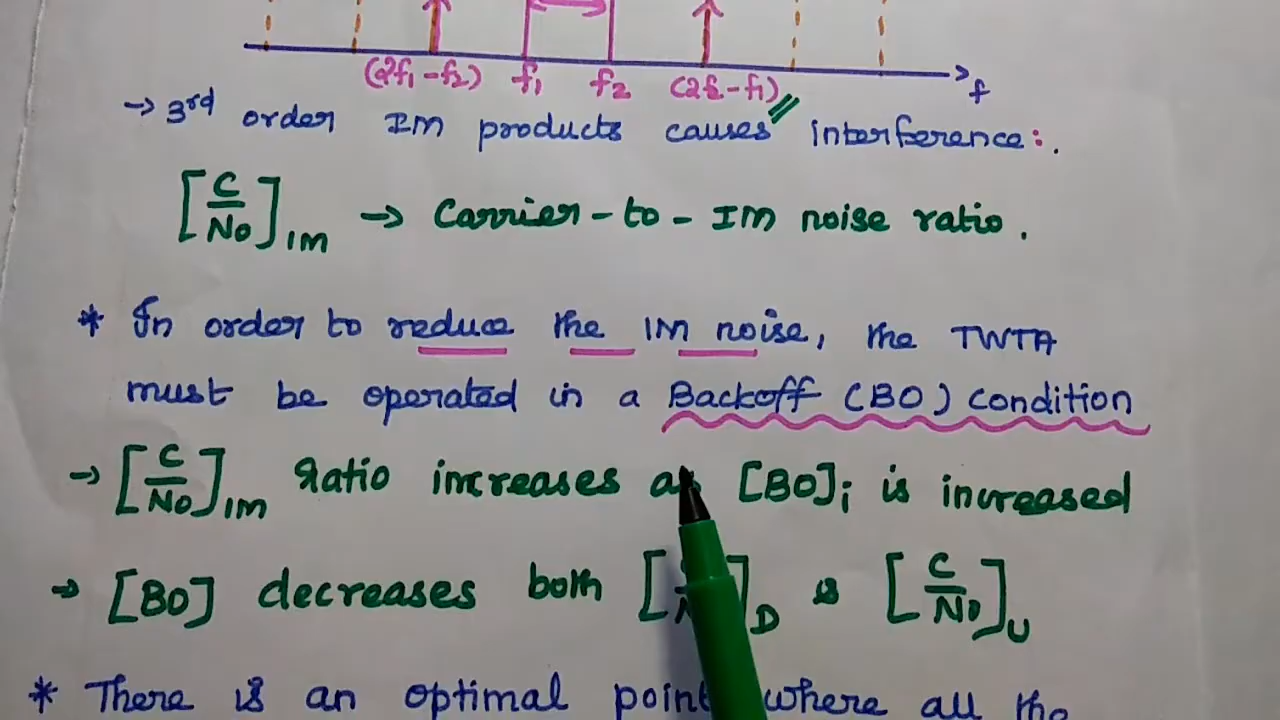 (2f₁-f₂) f₁ f₂ (2f₂-f₁) f
→ 3rd order IM products causes interference:.
[C/No]IM → Carrier-to-IM noise ratio.
* In order to reduce the IM noise, the TWTA
must be operated in a Backoff (BO) Condition
→ [C/No]IM ratio increases as [BO]i is increased
→ [BO] decreases both [C/No]D & [C/No]U
* There is an optimal point where all the